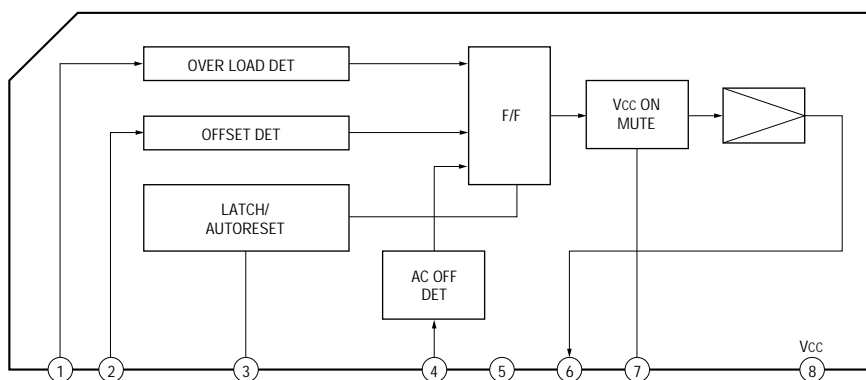 OVER LOAD DET
F/F
VCC ON
MUTE
OFFSET DET
LATCH/
AUTORESET
AC OFF
DET
VCC
1 2 3 4 5 6 7 8